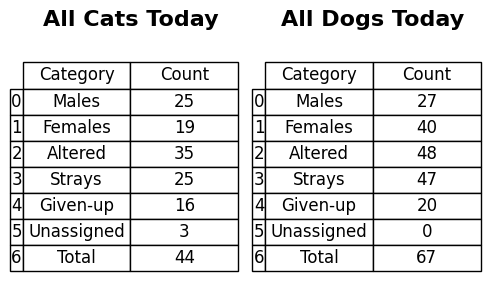 All Cats Today
Category Count
0 Males 25
1 Females 19
2 Altered 35
3 Strays 25
4 Given-up 16
5 Unassigned 3
6 Total 44
All Dogs Today
Category Count
0 Males 27
1 Females 40
2 Altered 48
3 Strays 47
4 Given-up 20
5 Unassigned 0
6 Total 67